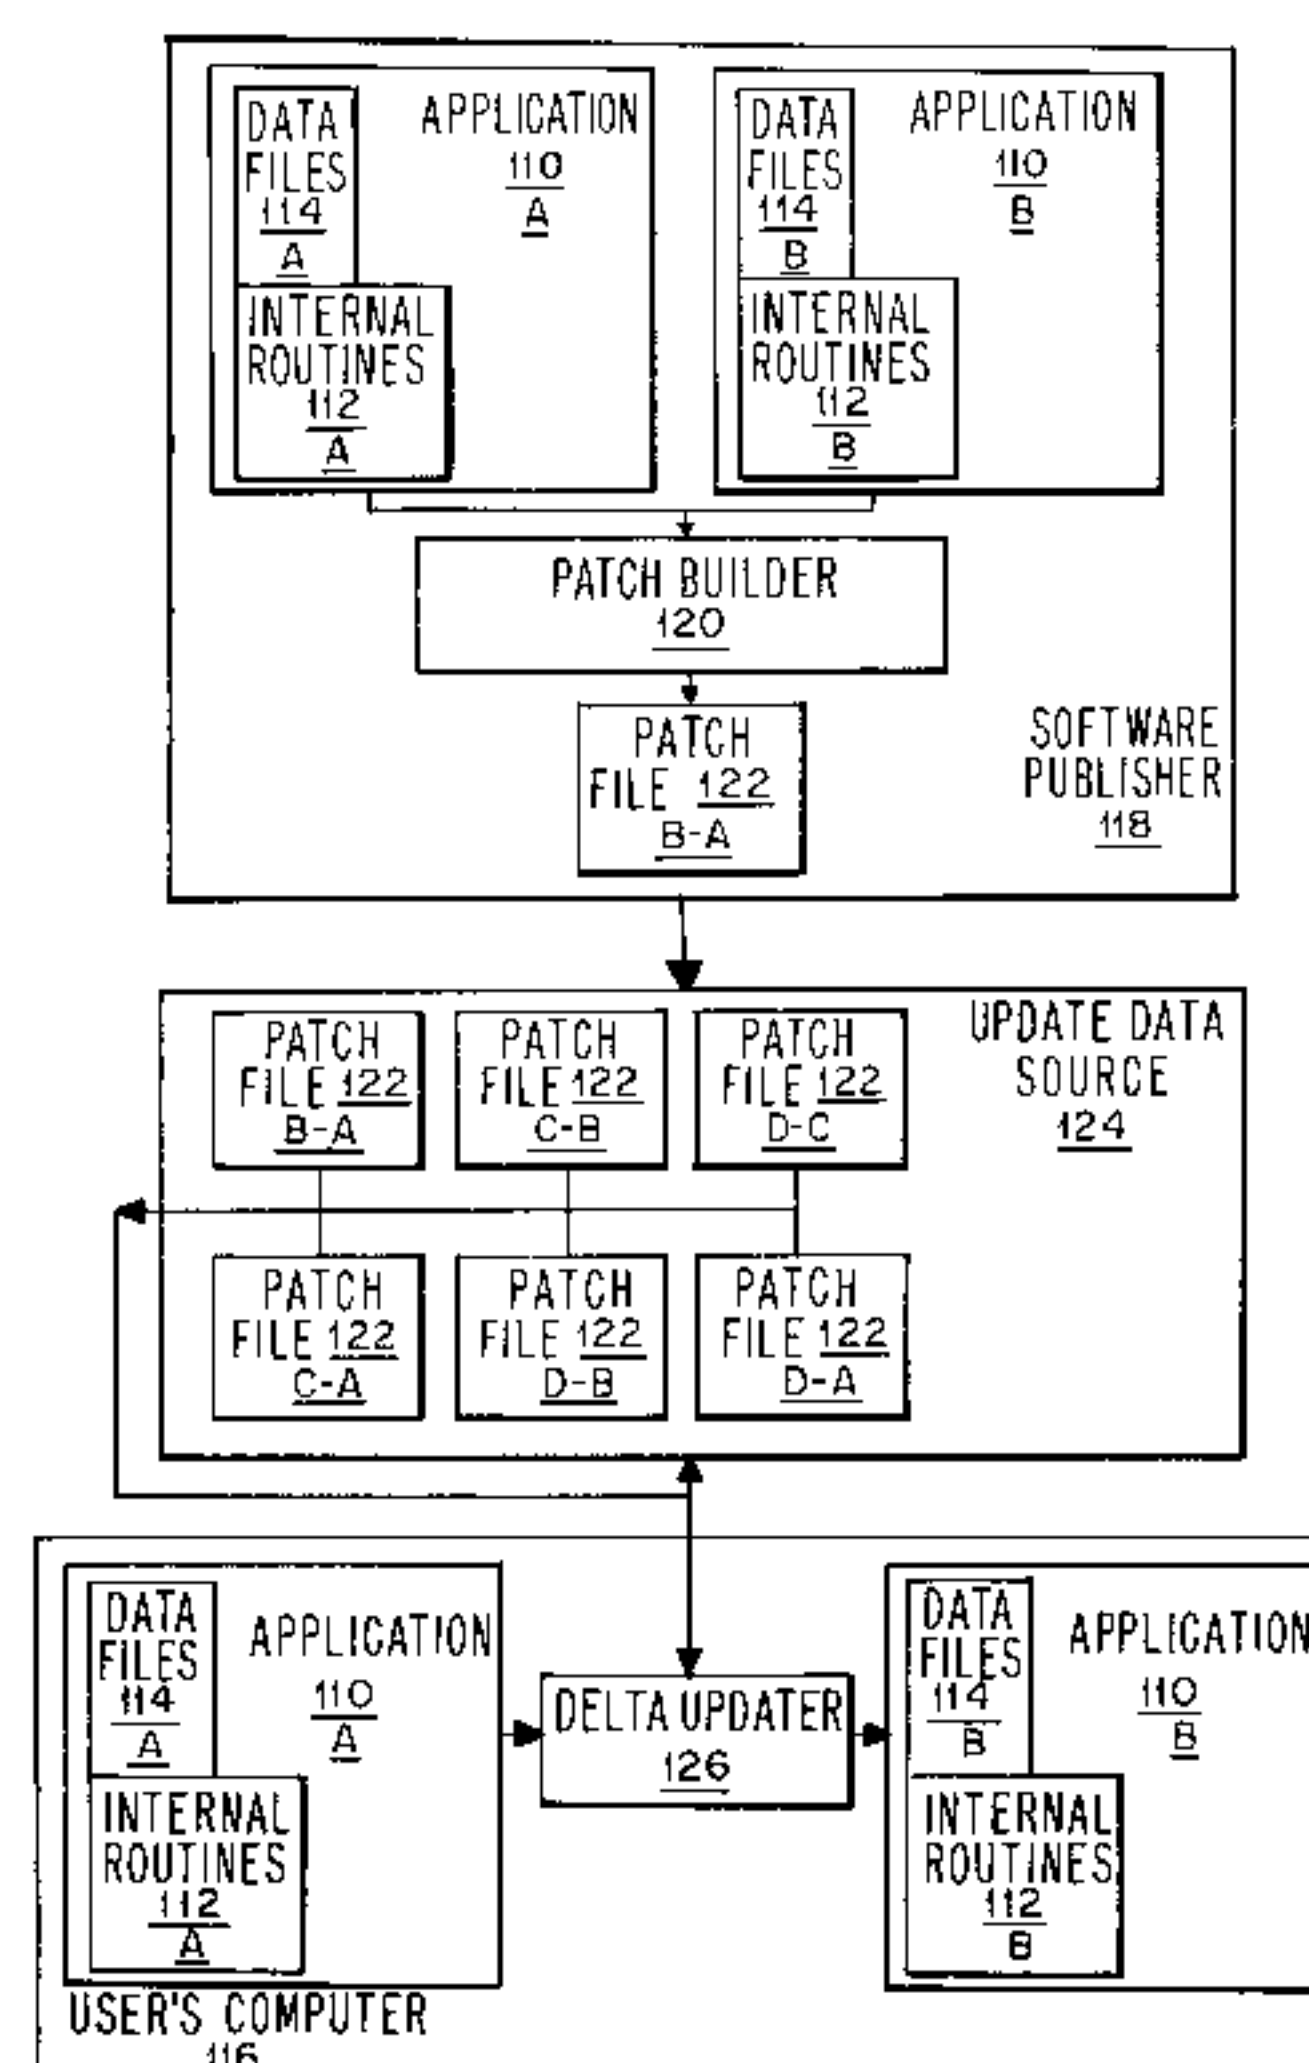 DATA
FILES
114
A
APPLICATION
110
A
INTERNAL
ROUTINES
112
A
DATA
FILES
114
B
APPLICATION
110
B
INTERNAL
ROUTINES
112
B
PATCH BUILDER
120
PATCH
FILE 122
B-A
SOFTWARE
PUBLISHER
118
PATCH
FILE 122
B-A
PATCH
FILE 122
C-B
PATCH
FILE 122
D-C
UPDATE DATA
SOURCE
124
PATCH
FILE 122
C-A
PATCH
FILE 122
D-B
PATCH
FILE 122
D-A
DATA
FILES
114
A
APPLICATION
110
A
INTERNAL
ROUTINES
112
A
DELTA UPDATER
126
DATA
FILES
114
B
APPLICATION
110
B
INTERNAL
ROUTINES
112
B
USER'S COMPUTER
116